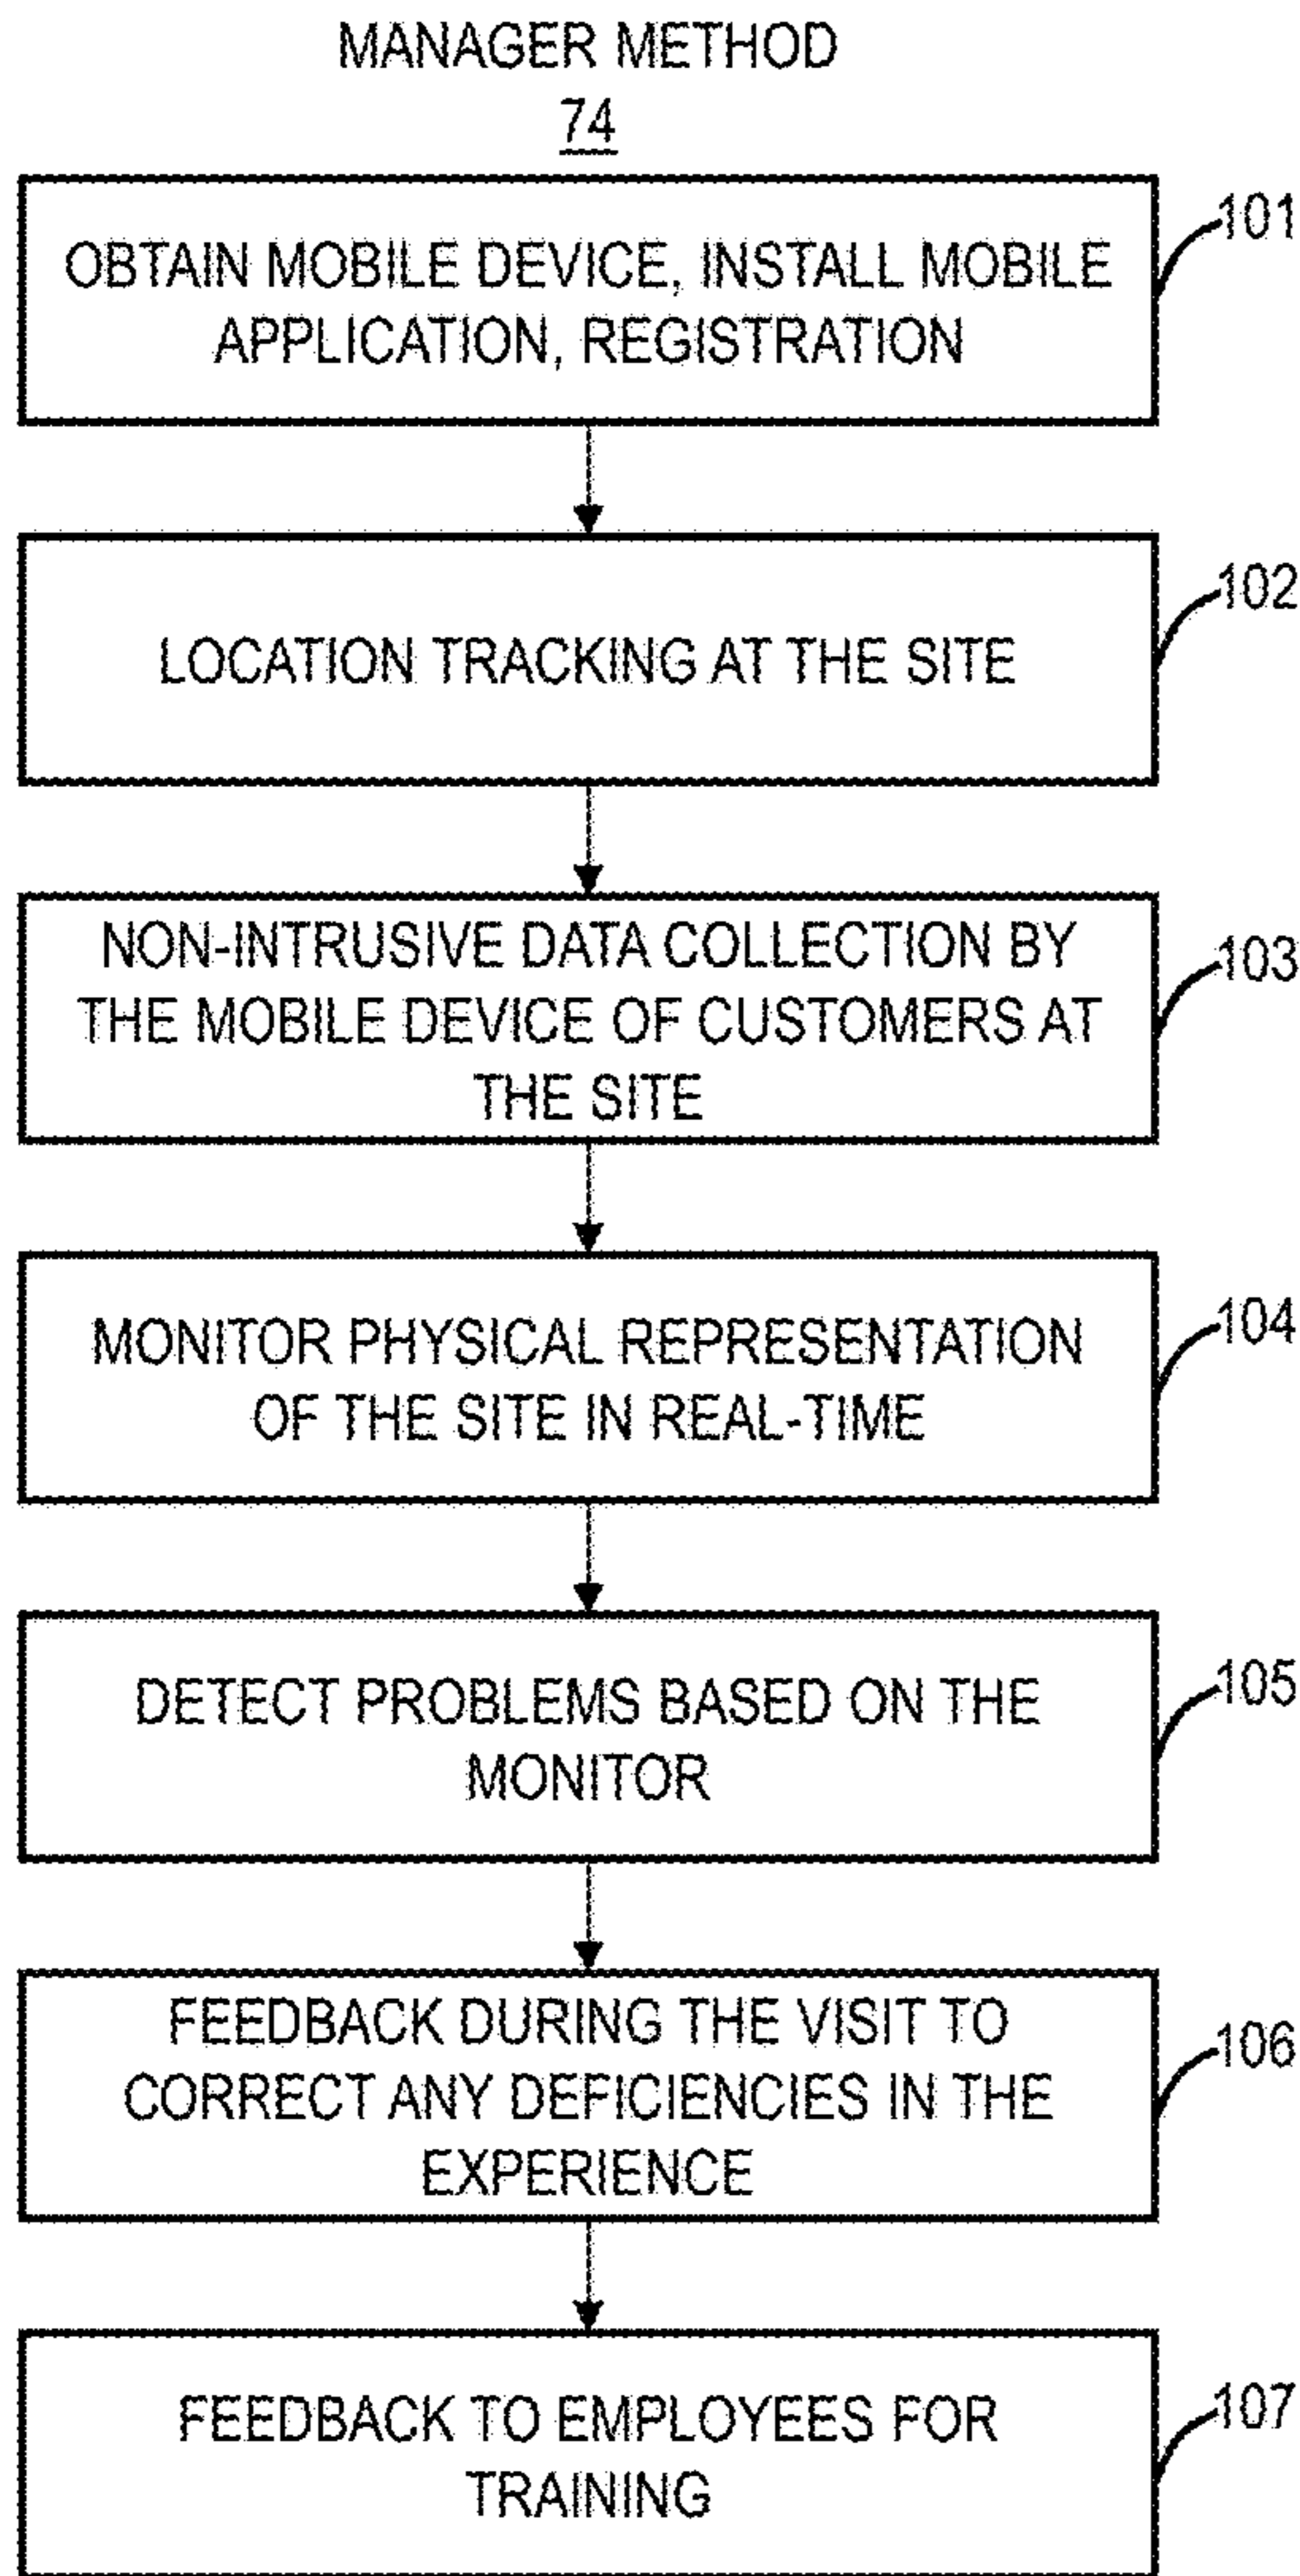 MANAGER METHOD
74
OBTAIN MOBILE DEVICE, INSTALL MOBILE
APPLICATION, REGISTRATION
101
LOCATION TRACKING AT THE SITE
102
NON-INTRUSIVE DATA COLLECTION BY
THE MOBILE DEVICE OF CUSTOMERS AT
THE SITE
103
MONITOR PHYSICAL REPRESENTATION
OF THE SITE IN REAL-TIME
104
DETECT PROBLEMS BASED ON THE
MONITOR
105
FEEDBACK DURING THE VISIT TO
CORRECT ANY DEFICIENCIES IN THE
EXPERIENCE
106
FEEDBACK TO EMPLOYEES FOR
TRAINING
107